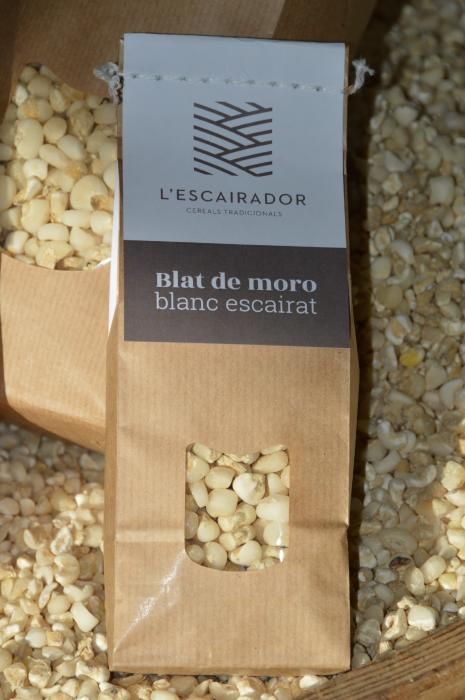 L'ESCAIRADOR
CEREALS TRADICIONALS
Blat de moro
blanc escairat